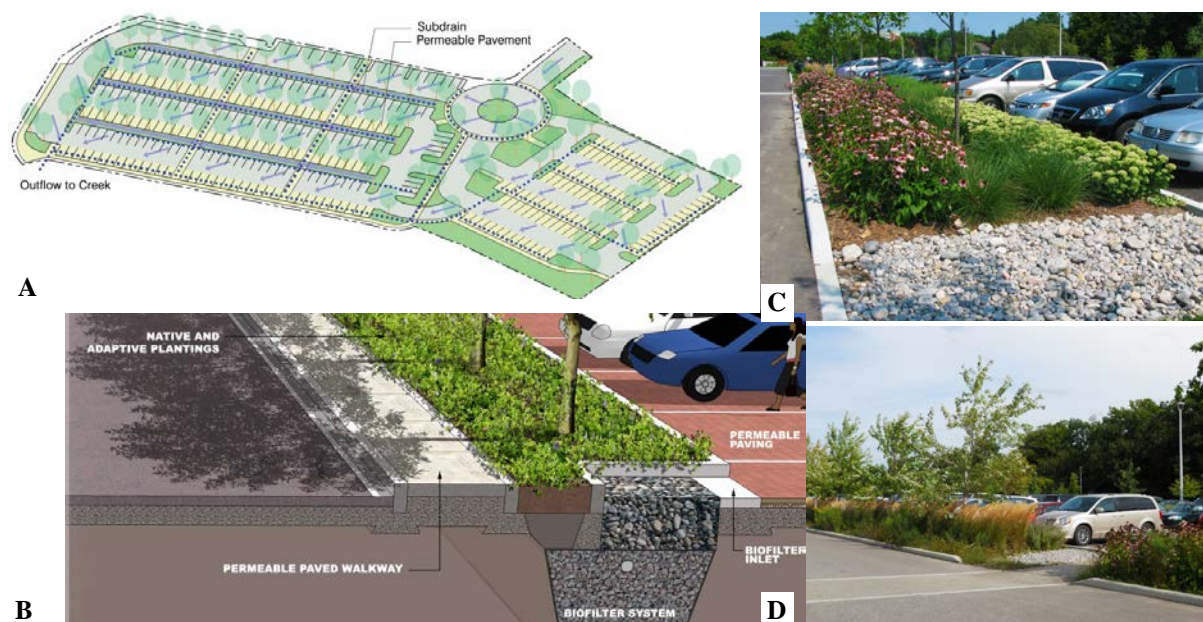 Subdrain
Permeable Pavement
Outflow to Creek
A
NATIVE AND
ADAPTIVE PLANTINGS
PERMEABLE
PAVING
PERMEABLE PAVED WALKWAY
BIOFILTER
INLET
BIOFILTER SYSTEM
B
C
D